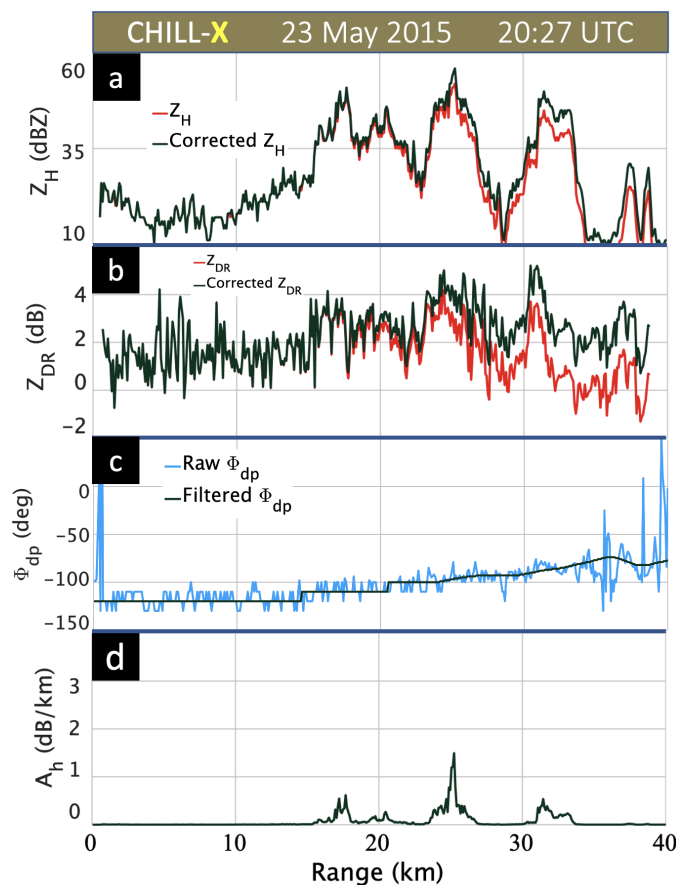 CHILL-X 23 May 2015 20:27 UTC
a
60
35
10
Z_H (dBZ)
Z_H
Corrected Z_H
b
4
2
0
−2
Z_DR (dB)
Z_DR
Corrected Z_DR
c
0
−50
−100
−150
Φ_dp (deg)
Raw Φ_dp
Filtered Φ_dp
d
3
2
1
0
A_h (dB/km)
0 10 20 30 40
Range (km)